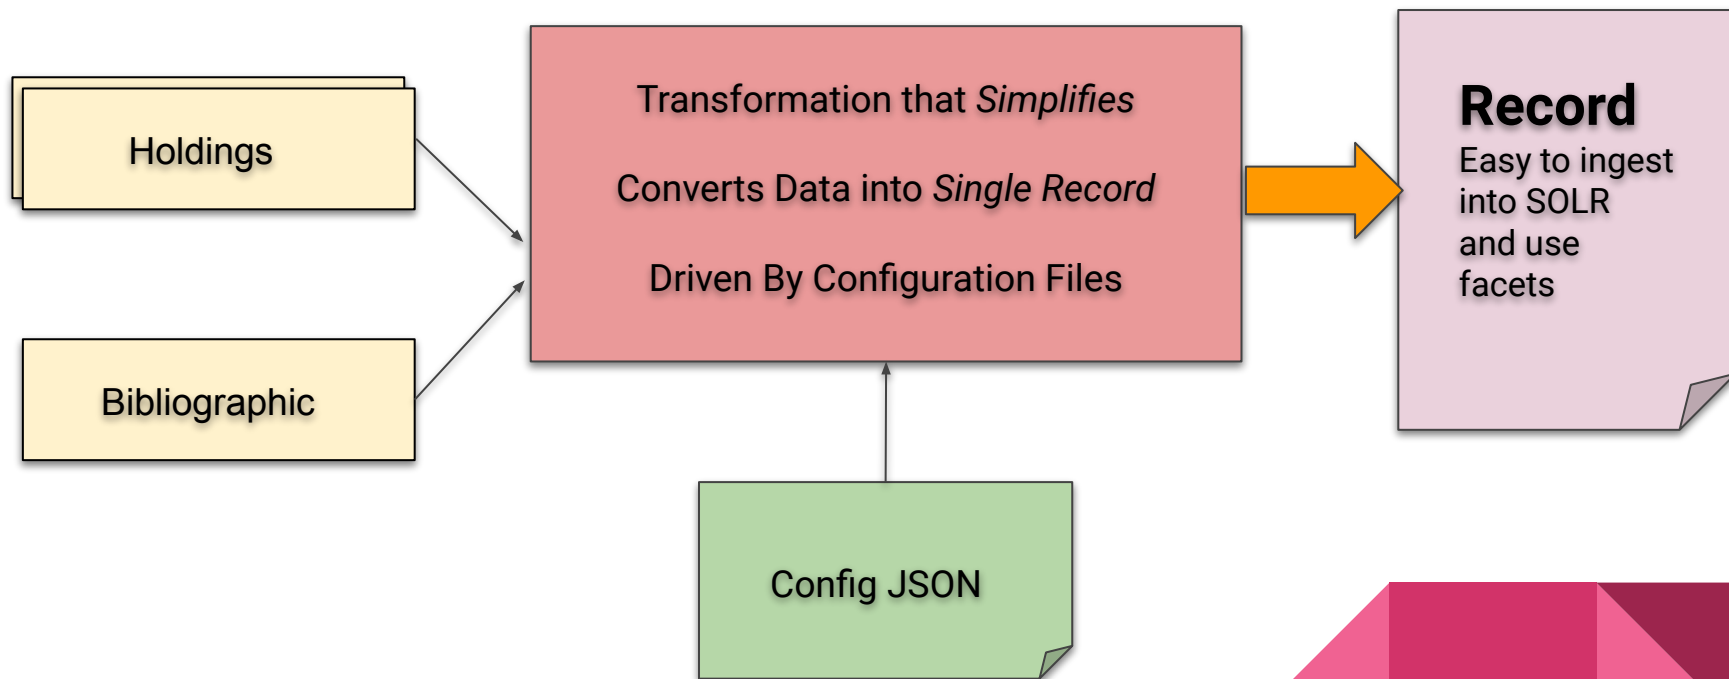 Holdings
Bibliographic
Transformation that Simplifies
Converts Data into Single Record
Driven By Configuration Files
Config JSON
Record
Easy to ingest
into SOLR
and use
facets